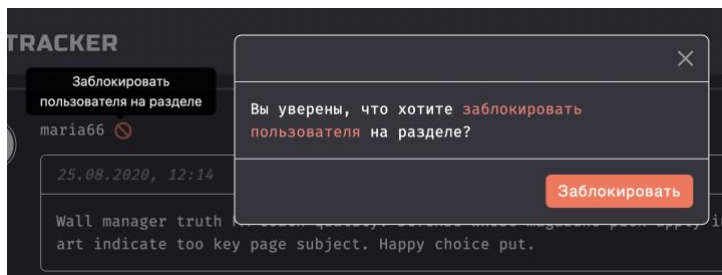 TRACKER
Заблокировать
пользователя на разделе
maria66
25.08.2020, 12:14
Wall manager truth
art indicate too key page subject. Happy choice put.
Вы уверены, что хотите заблокировать
пользователя на разделе?
Заблокировать